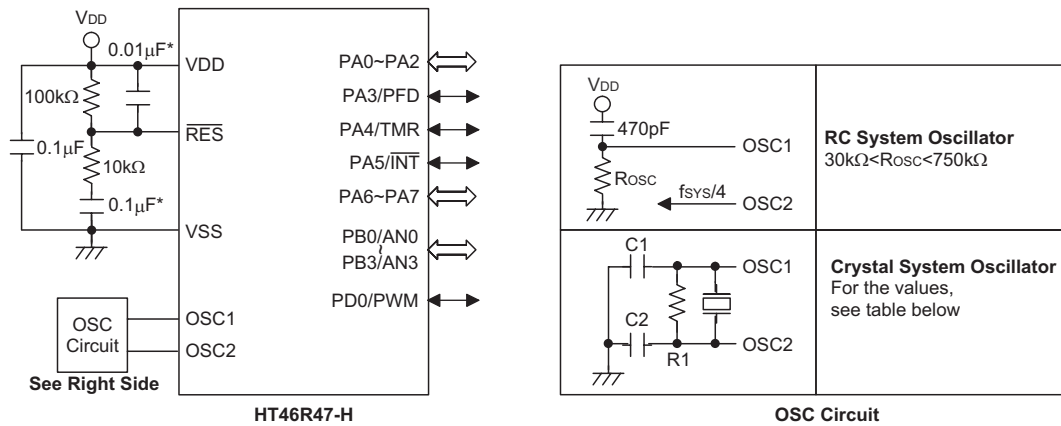 VDD
0.01μF*
VDD
100kΩ
RES
0.1μF
10kΩ
0.1μF*
VSS
OSC
Circuit
OSC1
OSC2
See Right Side
PA0~PA2
PA3/PFD
PA4/TMR
PA5/INT
PA6~PA7
PB0/AN0
~
PB3/AN3
PD0/PWM
HT46R47-H
VDD
470pF
OSC1
ROSC
fSYS/4
OSC2
RC System Oscillator
30kΩ<ROSC<750kΩ
C1
OSC1
C2
R1
OSC2
Crystal System Oscillator
For the values,
see table below
OSC Circuit